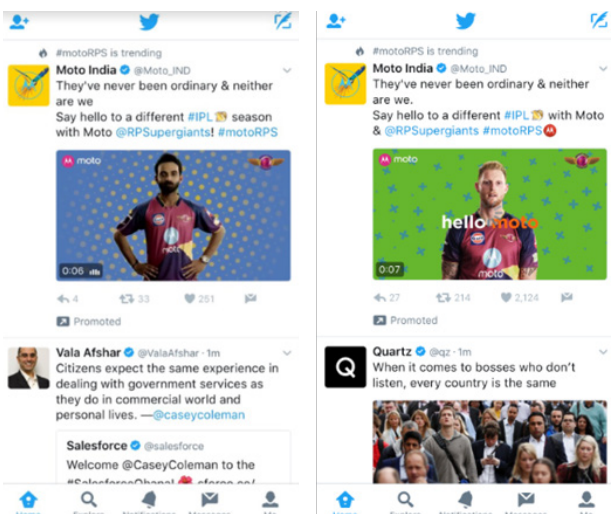 #motoRPS is trending
Moto India @Moto_IND
They've never been ordinary & neither
are we
Say hello to a different #IPL season
with Moto @RPSupergiants! #motoRPS
moto
moto
0:06
4 33 251
Promoted
Vala Afshar @ValaAfshar · 1m
Citizens expect the same experience in
dealing with government services as
they do in commercial world and
personal lives. —@caseycoleman
Salesforce @salesforce
Welcome @CaseyColeman to the
#motoRPS is trending
Moto India @Moto_IND
They've never been ordinary & neither
are we.
Say hello to a different #IPL with Moto
& @RPSupergiants #motoRPS
moto
hello moto
moto
0:07
27 214 2,124
Promoted
Quartz @qz · 1m
When it comes to bosses who don't
listen, every country is the same
Q